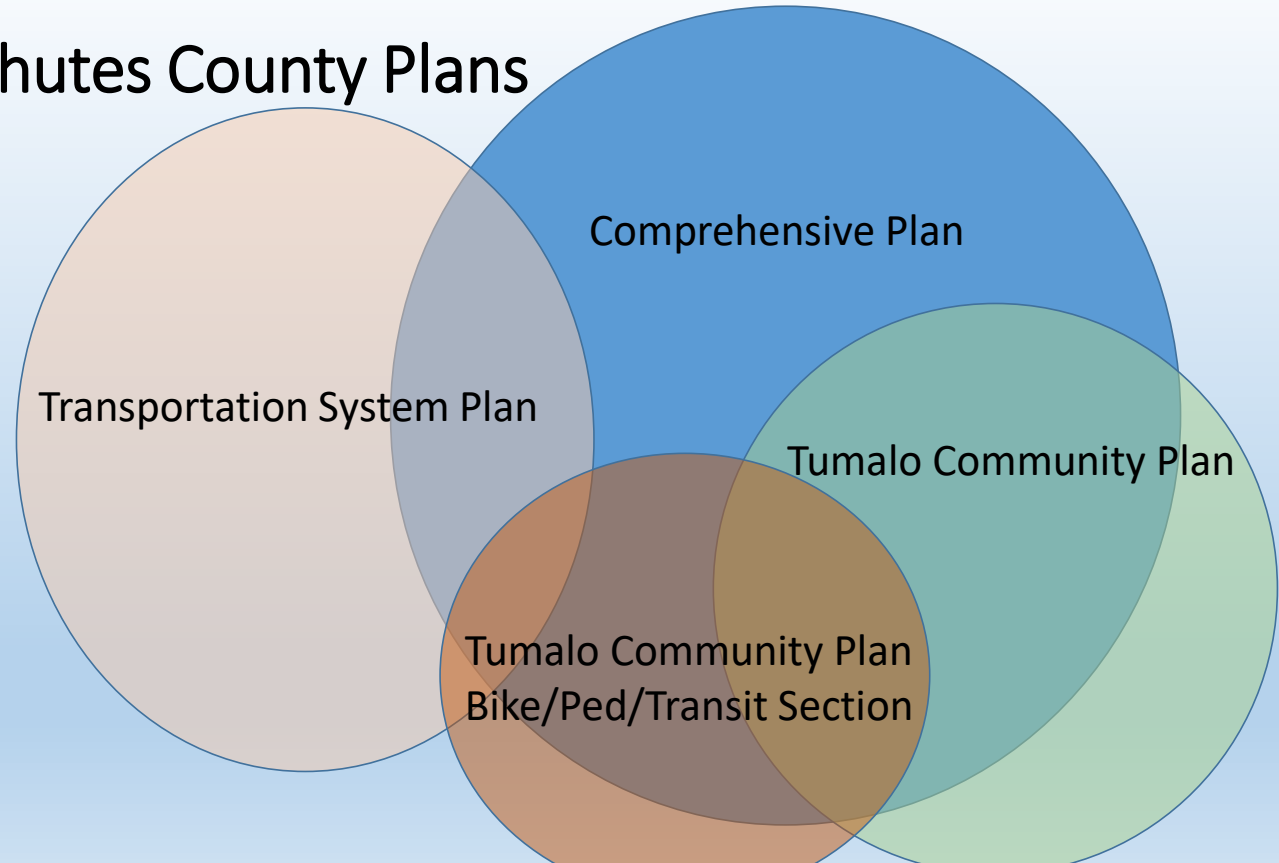 hutes County Plans
Comprehensive Plan
Transportation System Plan
Tumalo Community Plan
Tumalo Community Plan
Bike/Ped/Transit Section